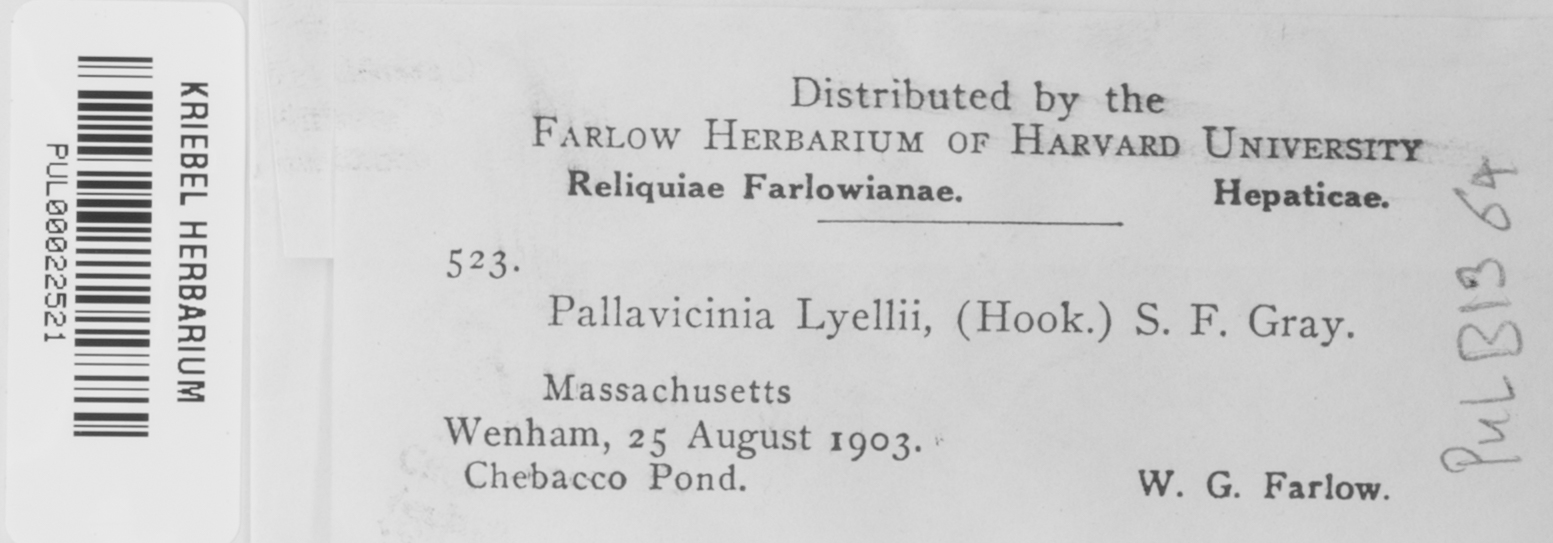 KRIEBEL HERBARIUM
PUL00022521
Distributed by the
FARLOW HERBARIUM OF HARVARD UNIVERSITY
Reliquiae Farlowianae. Hepaticae.
523.
Pallavicinia Lyellii, (Hook.) S. F. Gray.
Massachusetts
Wenham, 25 August 1903.
Chebacco Pond.
W. G. Farlow.
PUL B13 64